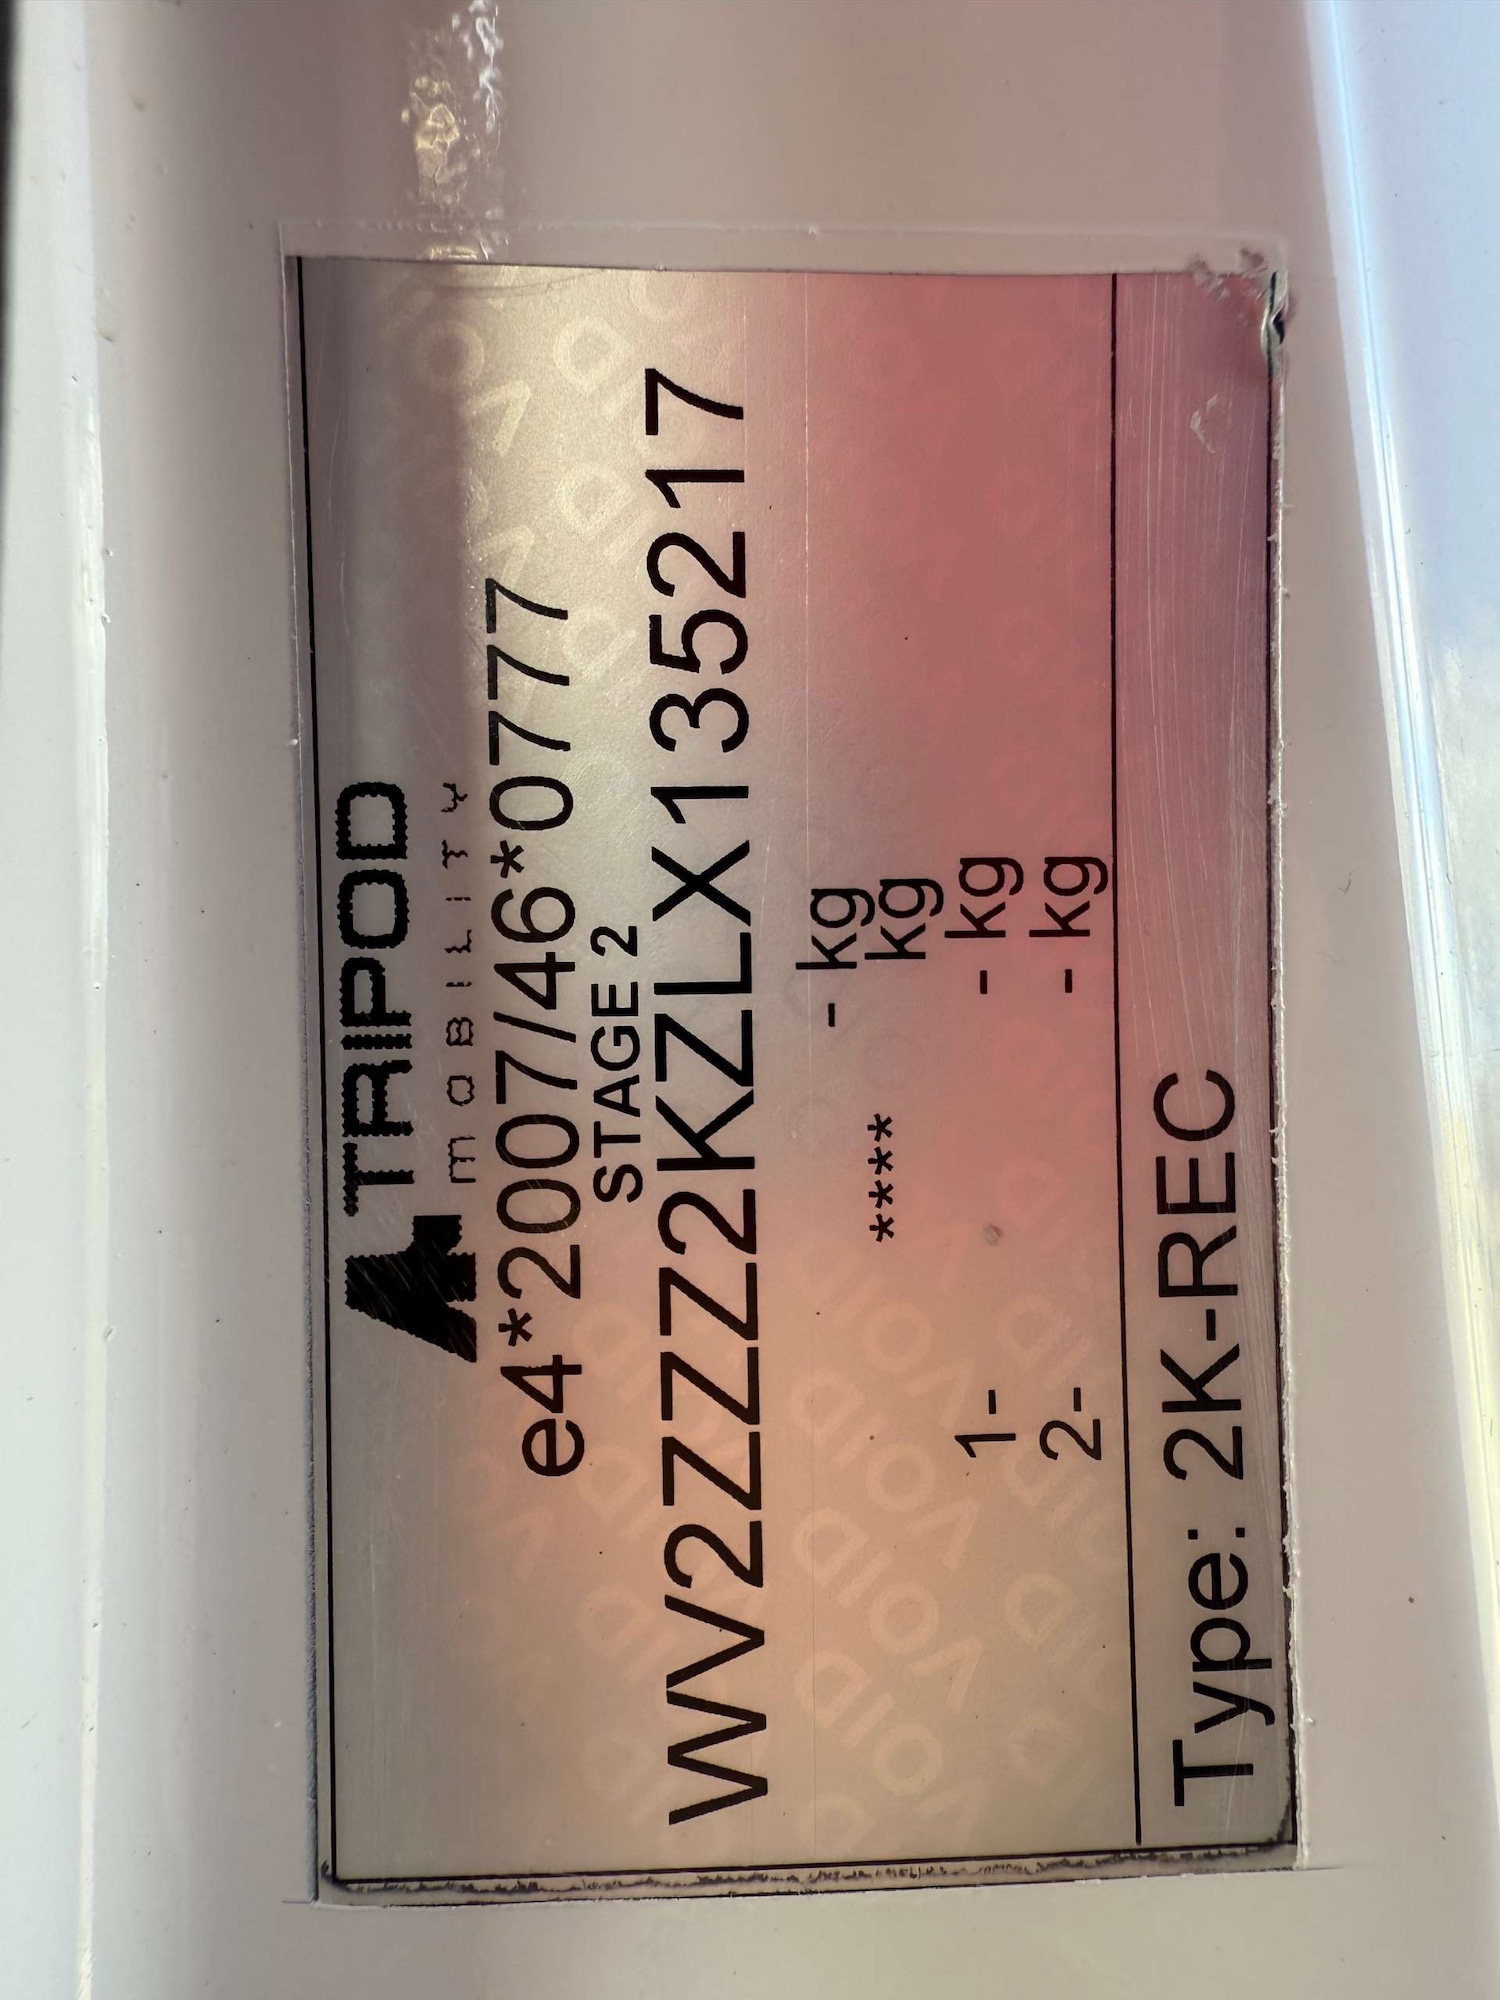 TRIPOD
mOBILITY
e4*2007/46*0777
STAGE 2
WV2ZZZ2KZLX135217
- kg
**** kg
1- - kg
2- - kg
Type: 2K-REC